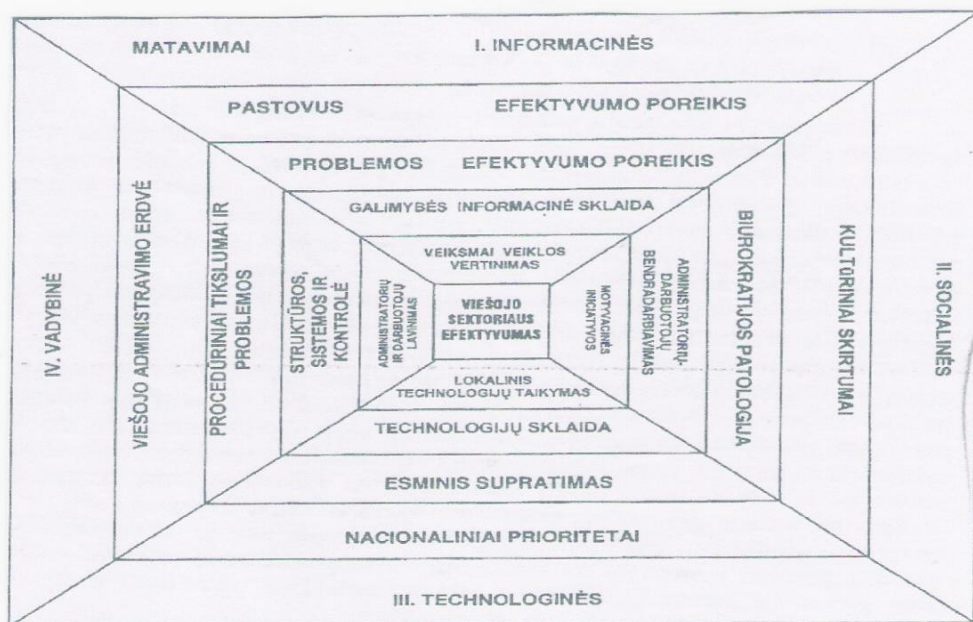 MATAVIMAI I. INFORMACINĖS
PASTOVUS EFEKTYVUMO POREIKIS
PROBLEMOS EFEKTYVUMO POREIKIS
GALIMYBĖS INFORMACINĖ SKLAIDA
VEIKSMAI VEIKLOS
VERTINIMAS
IV. VADYBINĖ
VIEŠOJO ADMINISTRAVIMO ERDVĖ
PROCEDŪRINIAI TIKSLUMAI IR
PROBLEMOS
STRUKTŪROS,
SISTEMOS IR
KONTROLĖ
ADMINISTRATORIŲ
IR DARBUOTOJŲ
LAVINIMAS
VIEŠOJO
SEKTORIAUS
EFEKTYVUMAS
MOTYVACINĖS
INICIATYVOS
ADMINISTRATORIŲ
DARBUOTOJŲ
BENDRADARBIAVIMAS
BIUROKRATIJOS PATOLOGIJA
KULTŪRINIAI SKIRTUMAI
II. SOCIALINĖS
LOKALINIS
TECHNOLOGIJŲ TAIKYMAS
TECHNOLOGIJŲ SKLAIDA
ESMINIS SUPRATIMAS
NACIONALINIAI PRIORITETAI
III. TECHNOLOGINĖS